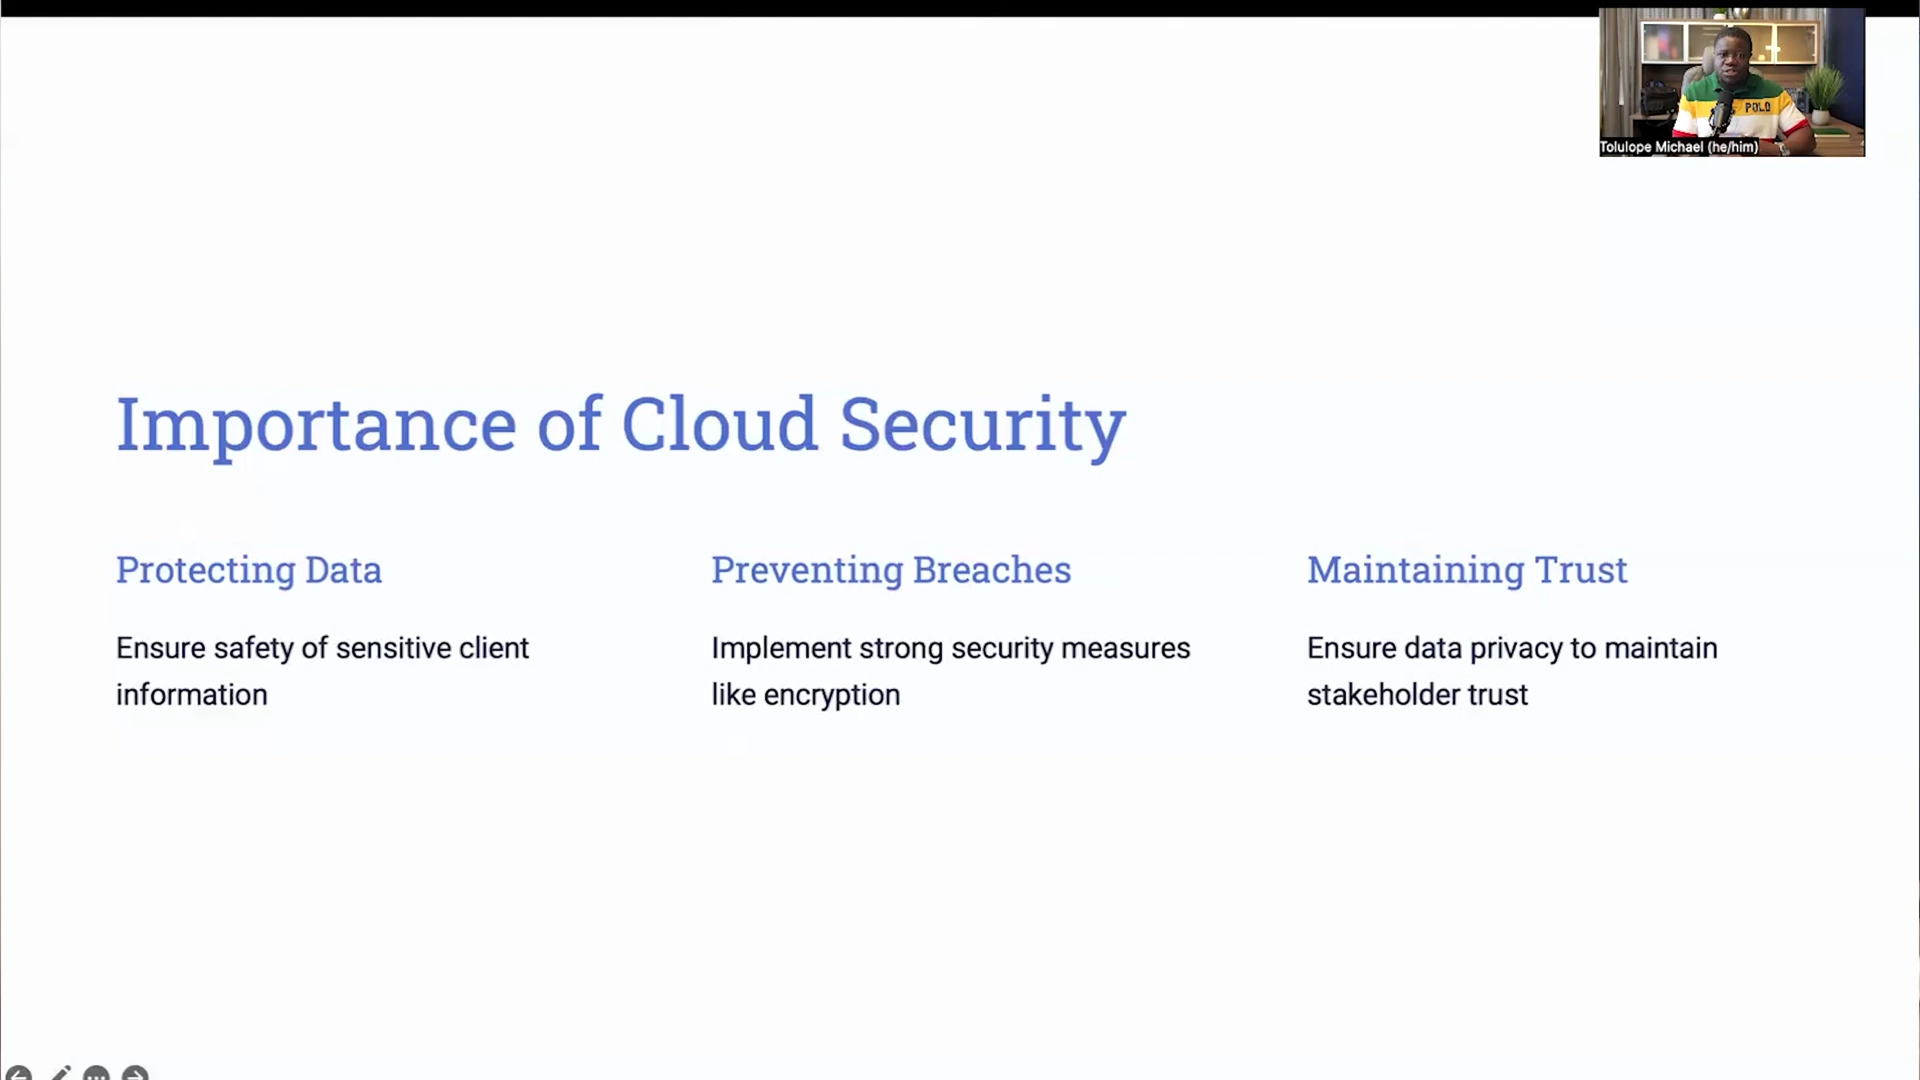 POLO
Tolulope Michael (he/him)
Importance of Cloud Security
Protecting Data
Ensure safety of sensitive client
information
Preventing Breaches
Implement strong security measures
like encryption
Maintaining Trust
Ensure data privacy to maintain
stakeholder trust